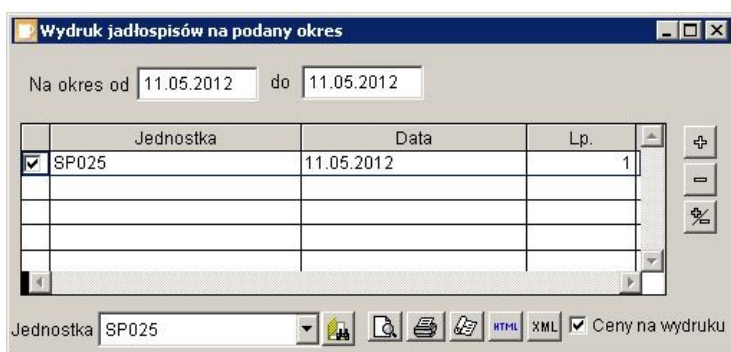 Wydruk jadłospisów na podany okres
Na okres od 11.05.2012 do 11.05.2012
Jednostka Data Lp.
SP025 11.05.2012 1
Jednostka SP025 HTML XML Ceny na wydruku